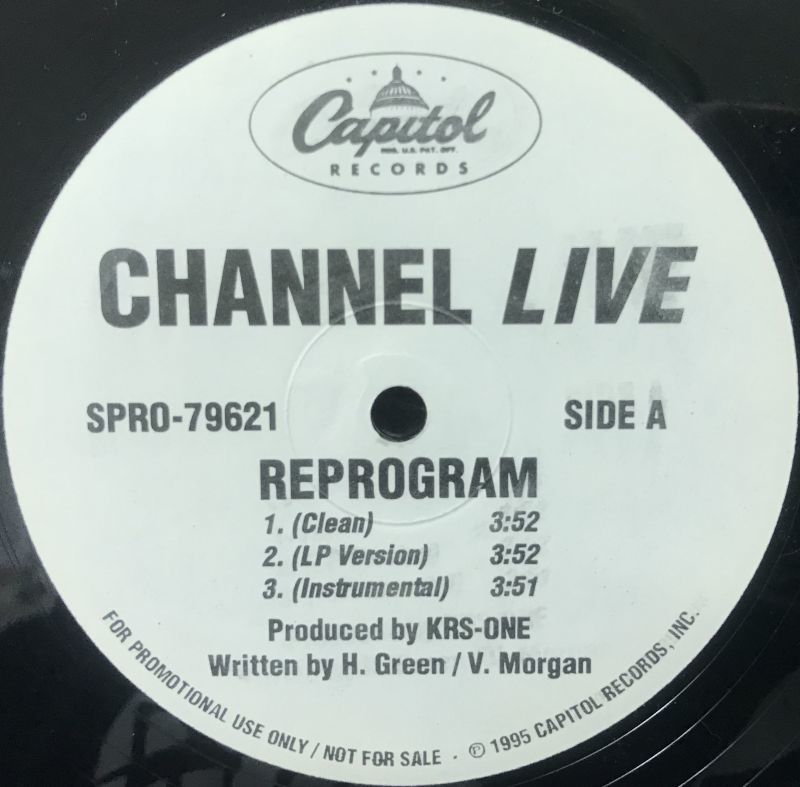 Capitol
REG. U.S. PAT. OFF.
RECORDS
CHANNEL LIVE
SPRO-79621
SIDE A
REPROGRAM
1. (Clean) 3:52
2. (LP Version) 3:52
3. (Instrumental) 3:51
Produced by KRS-ONE
Written by H. Green / V. Morgan
FOR PROMOTIONAL USE ONLY / NOT FOR SALE · ℗ 1995 CAPITOL RECORDS, INC.